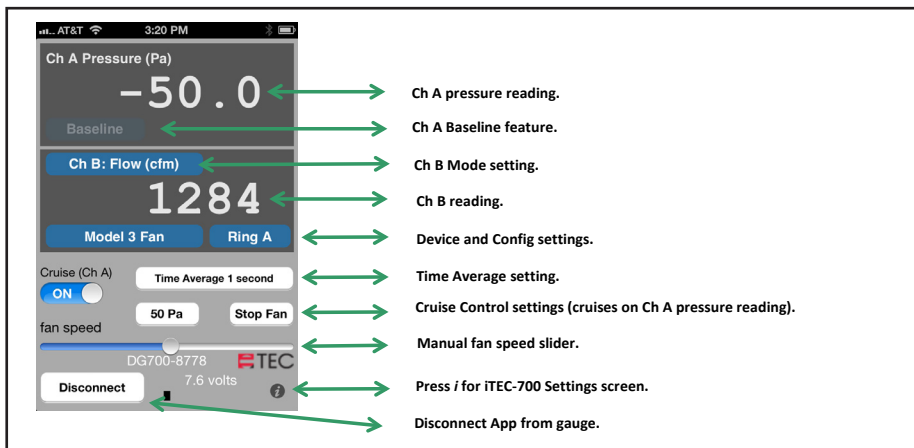 AT&T 3:20 PM
Ch A Pressure (Pa)
-50.0
Baseline
Ch B: Flow (cfm)
1284
Model 3 Fan Ring A
Cruise (Ch A)
Time Average 1 second
ON
50 Pa Stop Fan
fan speed
DG700-8778 TEC
7.6 volts
Disconnect
i
Ch A pressure reading.
Ch A Baseline feature.
Ch B Mode setting.
Ch B reading.
Device and Config settings.
Time Average setting.
Cruise Control settings (cruises on Ch A pressure reading).
Manual fan speed slider.
Press i for iTEC-700 Settings screen.
Disconnect App from gauge.